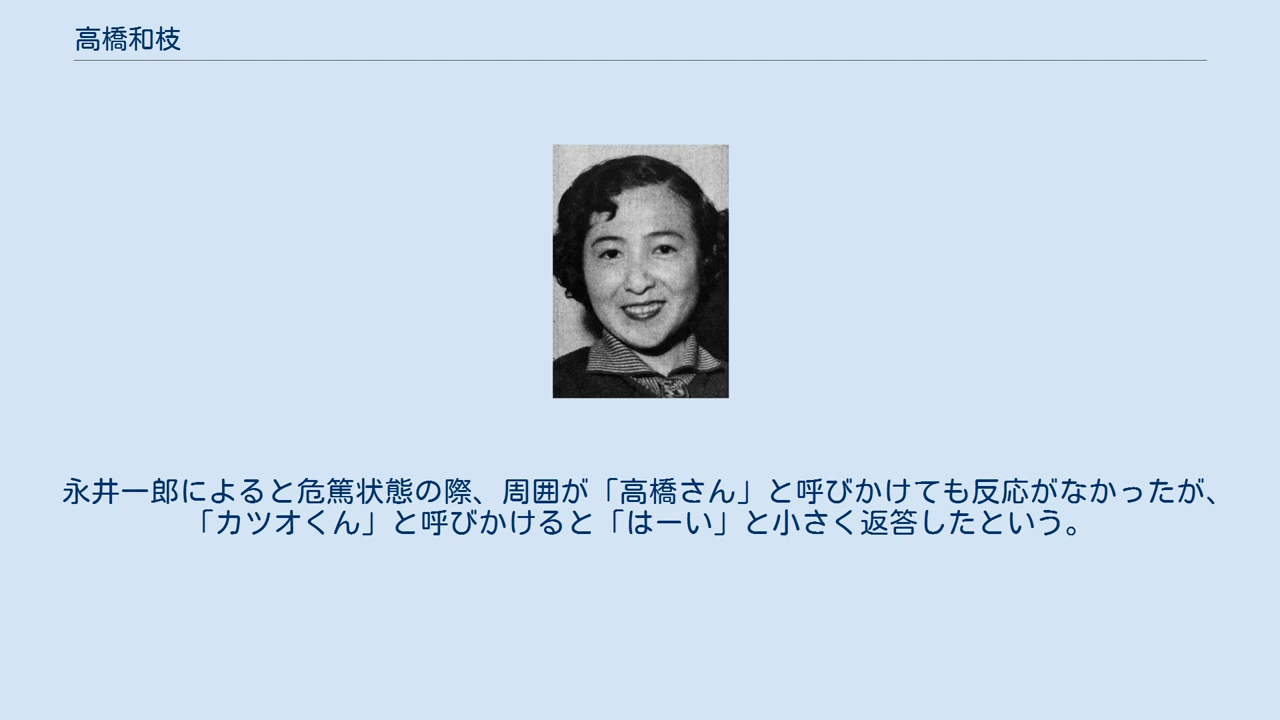 高橋和枝
永井一郎によると危篤状態の際、周囲が「高橋さん」と呼びかけても反応がなかったが、
「カツオくん」と呼びかけると「はーい」と小さく返答したという。